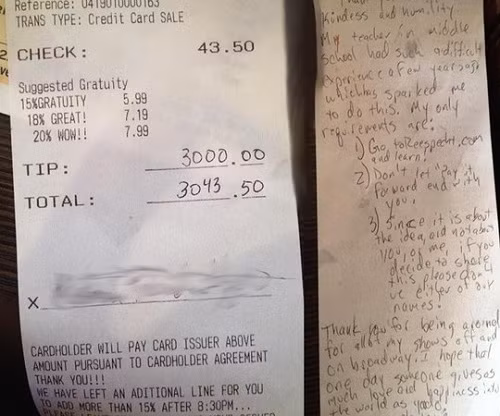 Reference: 0419010000163
TRANS TYPE: Credit Card SALE
CHECK: 43.50
Suggested Gratuity
15%GRATUITY 5.99
18% GREAT! 7.19
20% WOW!! 7.99
TIP: 3000.00
TOTAL: 3043.50
X
CARDHOLDER WILL PAY CARD ISSUER ABOVE
AMOUNT PURSUANT TO CARDHOLDER AGREEMENT
THANK YOU!!!
WE HAVE LEFT AN ADITIONAL LINE FOR YOU
TO ADD MORE THAN 15% AFTER 8:30PM...
kindness and humility.
My teacher in middle
school had such a difficult
experience a few years ago
which has sparked me
to do this. My only
requirements are:
1) Go to ReesSpecht.com
and learn!
2) Don't let "Pay it
forward end with
you.
3) Since it is about
the idea, and not about
you, or me, if you
decide to share
this please don't
use either of our
names!
Thank you for being around
for all of my shows off and
on broadway. I hope that
one day someone gives as
much love and happiness into
the world as you do.